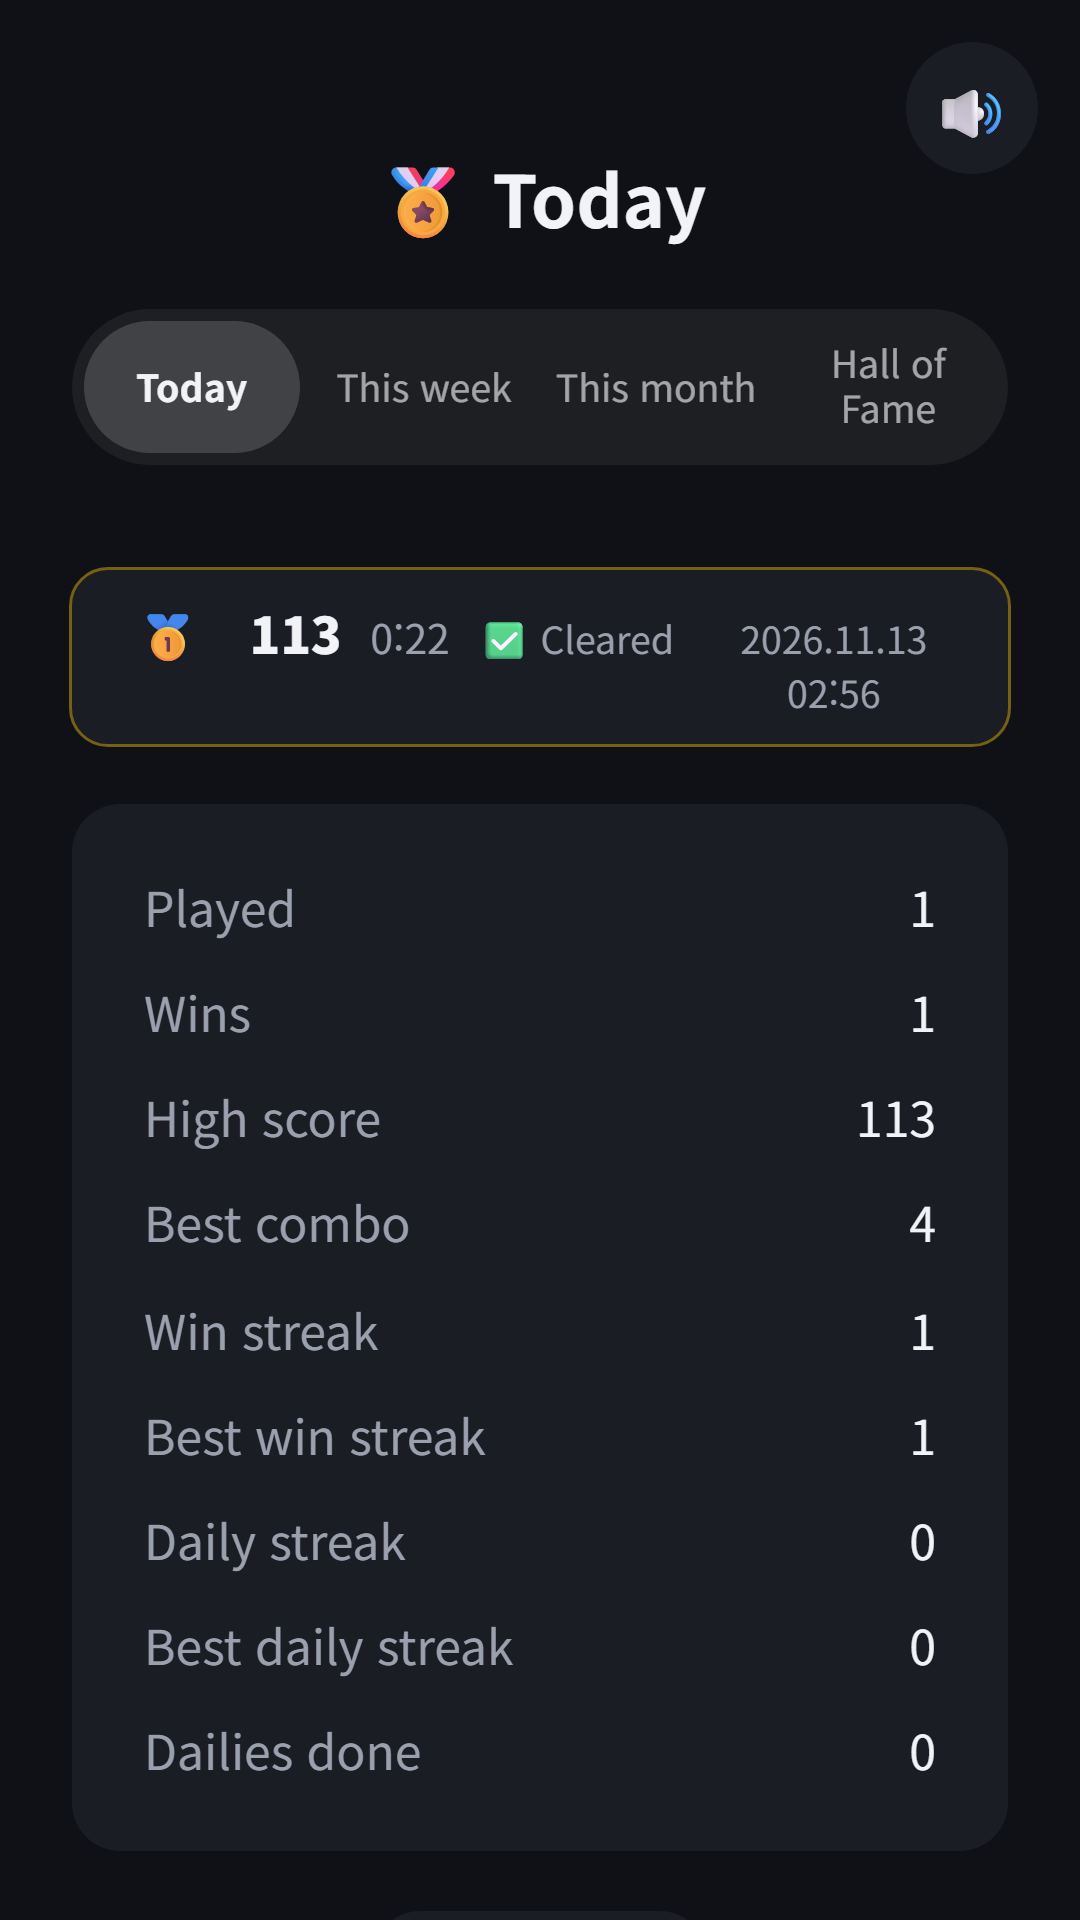 Today
Today
This week
This month
Hall of
Fame
1
113 0:22 ✅ Cleared 2026.11.13
02:56
Played 1
Wins 1
High score 113
Best combo 4
Win streak 1
Best win streak 1
Daily streak 0
Best daily streak 0
Dailies done 0